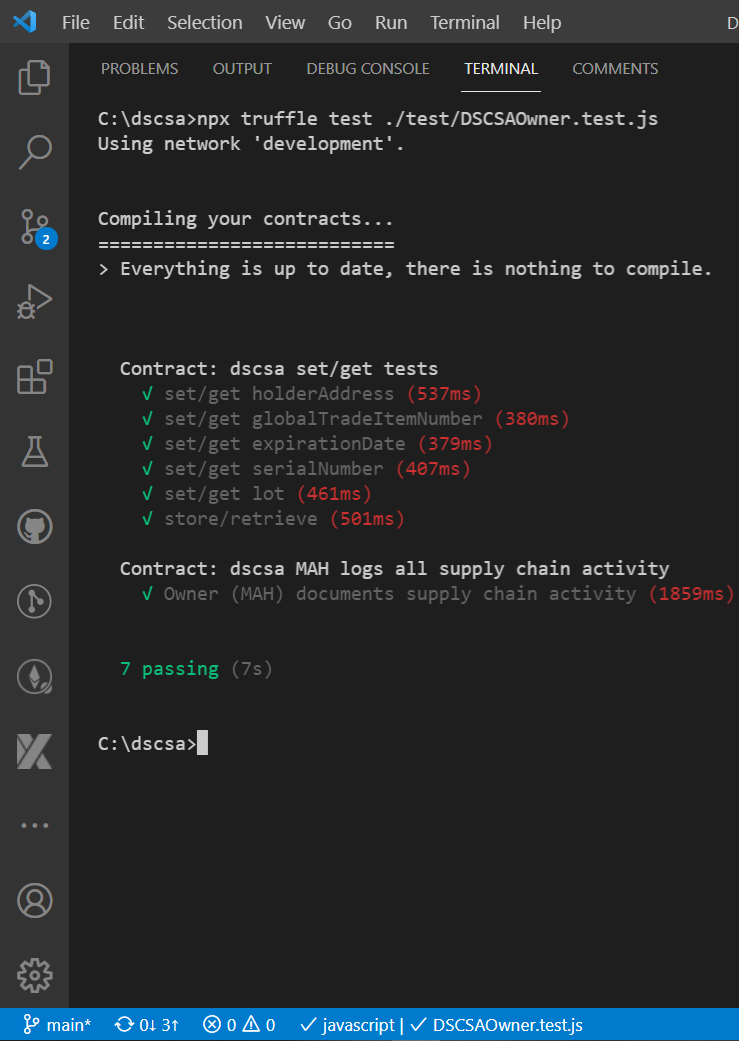 File Edit Selection View Go Run Terminal Help D
PROBLEMS OUTPUT DEBUG CONSOLE TERMINAL COMMENTS
C:\dscsa>npx truffle test ./test/DSCSAOwner.test.js
Using network 'development'.
Compiling your contracts...
===========================
> Everything is up to date, there is nothing to compile.
Contract: dscsa set/get tests
√ set/get holderAddress (537ms)
√ set/get globalTradeItemNumber (380ms)
√ set/get expirationDate (379ms)
√ set/get serialNumber (407ms)
√ set/get lot (461ms)
√ store/retrieve (501ms)
Contract: dscsa MAH logs all supply chain activity
√ Owner (MAH) documents supply chain activity (1859ms)
7 passing (7s)
C:\dscsa>
2
main* 0↓ 3↑ 0 0 ✓ javascript | ✓ DSCSAOwner.test.js